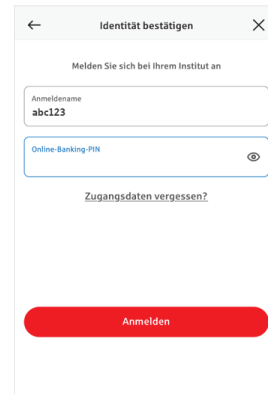 Identität bestätigen
Melden Sie sich bei Ihrem Institut an
Anmeldename
abc123
Online-Banking-PIN
Zugangsdaten vergessen?
Anmelden